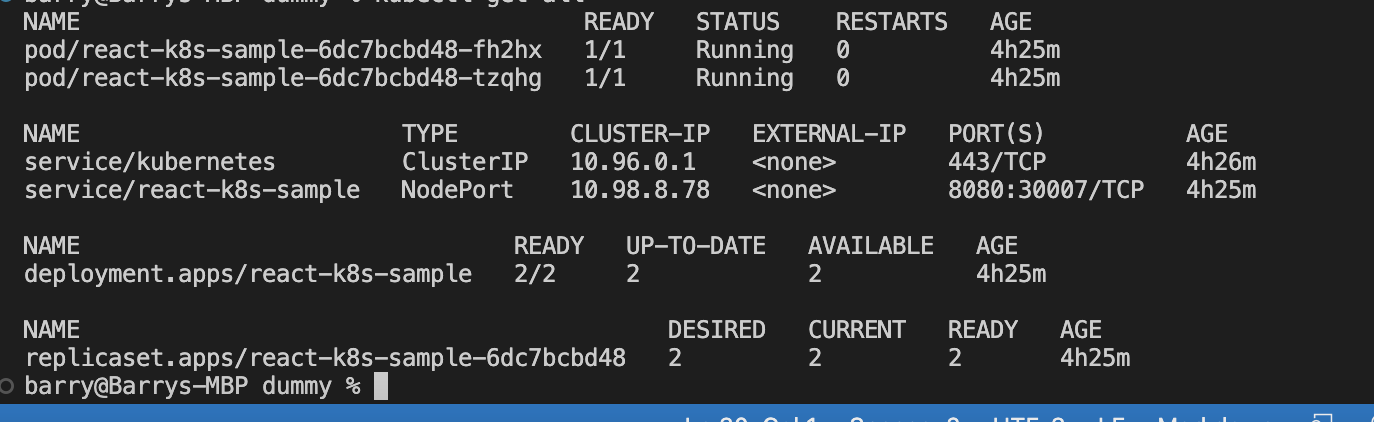 barry@Barrys-MBP dummy % kubectl get all
NAME READY STATUS RESTARTS AGE
pod/react-k8s-sample-6dc7bcbd48-fh2hx 1/1 Running 0 4h25m
pod/react-k8s-sample-6dc7bcbd48-tzqhg 1/1 Running 0 4h25m
NAME TYPE CLUSTER-IP EXTERNAL-IP PORT(S) AGE
service/kubernetes ClusterIP 10.96.0.1 <none> 443/TCP 4h26m
service/react-k8s-sample NodePort 10.98.8.78 <none> 8080:30007/TCP 4h25m
NAME READY UP-TO-DATE AVAILABLE AGE
deployment.apps/react-k8s-sample 2/2 2 2 4h25m
NAME DESIRED CURRENT READY AGE
replicaset.apps/react-k8s-sample-6dc7bcbd48 2 2 2 4h25m
barry@Barrys-MBP dummy %